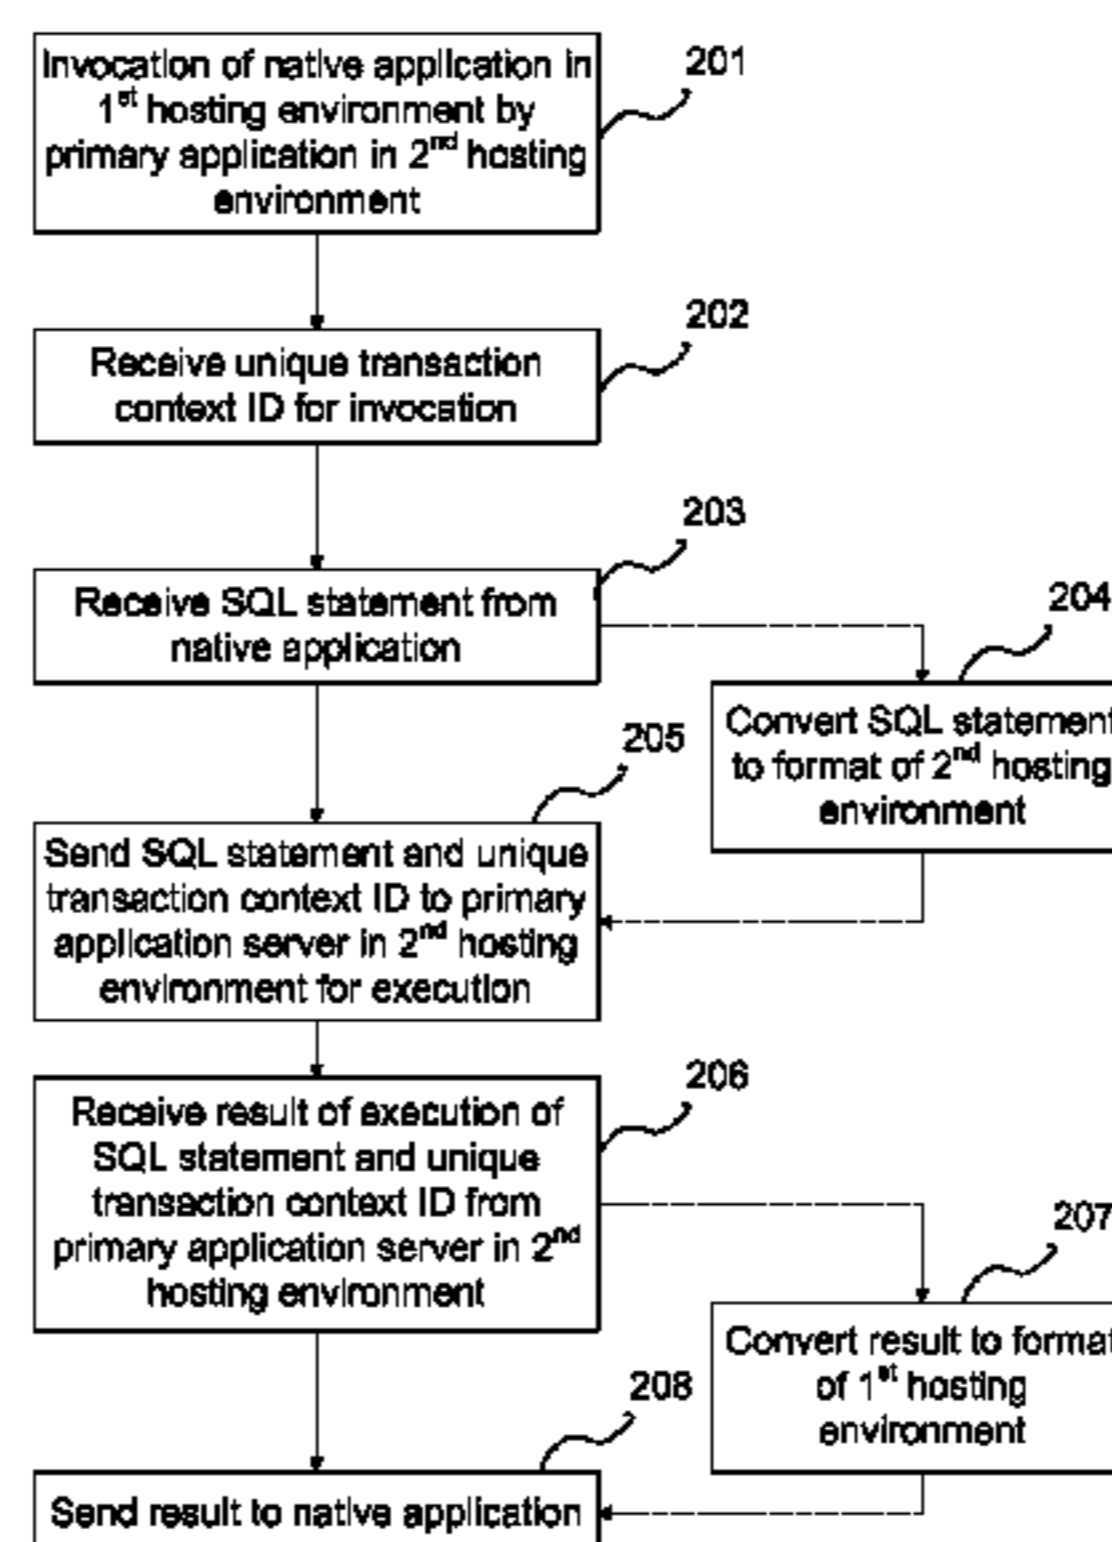 Invocation of native application in
1st hosting environment by
primary application in 2nd hosting
environment
201
Receive unique transaction
context ID for invocation
202
Receive SQL statement from
native application
203
Convert SQL statement
to format of 2nd hosting
environment
204
Send SQL statement and unique
transaction context ID to primary
application server in 2nd hosting
environment for execution
205
Receive result of execution of
SQL statement and unique
transaction context ID from
primary application server in 2nd
hosting environment
206
Convert result to format
of 1st hosting
environment
207
Send result to native application
208